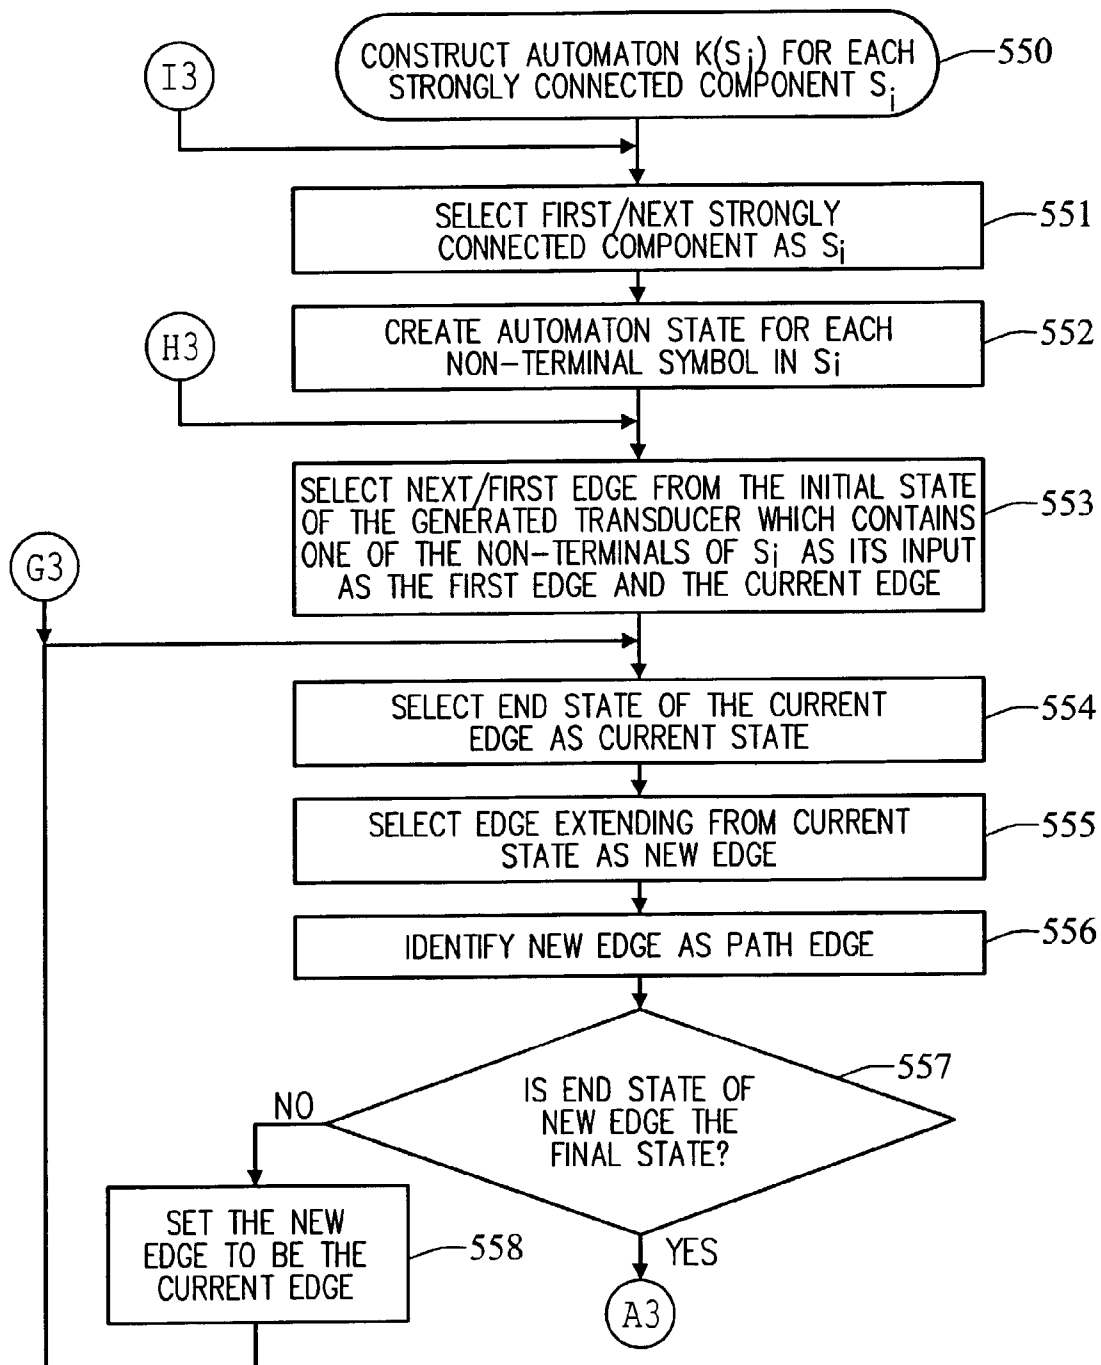 I3
CONSTRUCT AUTOMATON K(Si) FOR EACH
STRONGLY CONNECTED COMPONENT Si
550
SELECT FIRST/NEXT STRONGLY
CONNECTED COMPONENT AS Si
551
H3
CREATE AUTOMATON STATE FOR EACH
NON-TERMINAL SYMBOL IN Si
552
SELECT NEXT/FIRST EDGE FROM THE INITIAL STATE
OF THE GENERATED TRANSDUCER WHICH CONTAINS
ONE OF THE NON-TERMINALS OF Si AS ITS INPUT
AS THE FIRST EDGE AND THE CURRENT EDGE
553
G3
SELECT END STATE OF THE CURRENT
EDGE AS CURRENT STATE
554
SELECT EDGE EXTENDING FROM CURRENT
STATE AS NEW EDGE
555
IDENTIFY NEW EDGE AS PATH EDGE
556
IS END STATE OF
NEW EDGE THE
FINAL STATE?
557
NO
SET THE NEW
EDGE TO BE THE
CURRENT EDGE
558
YES
A3